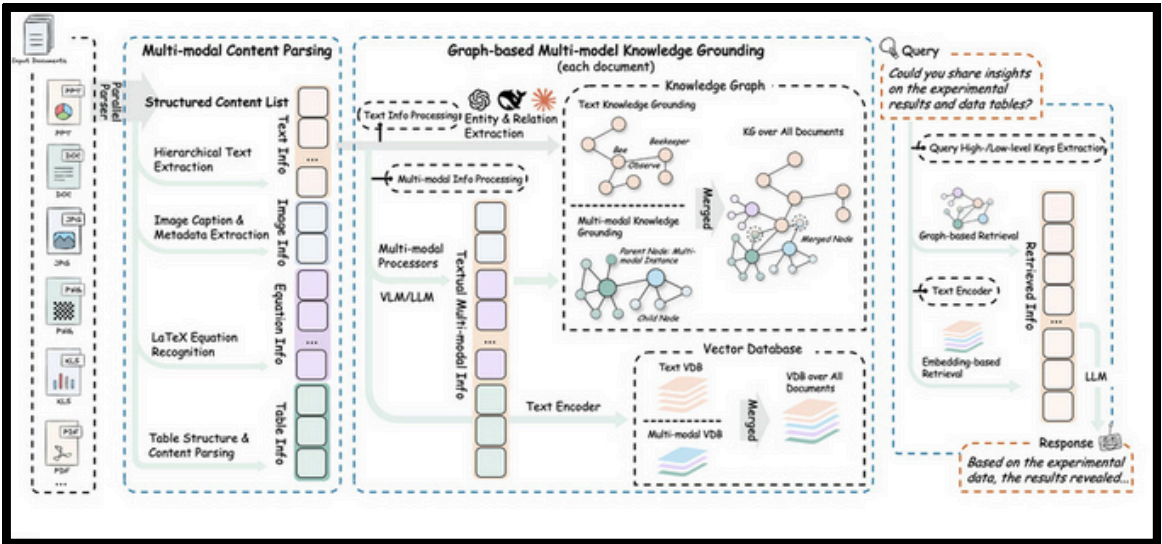 Input Documents
PPT
PPT
DOC
DOC
JPG
JPG
PNG
PNG
XLS
XLS
PDF
PDF
...
Parallel
Parser
Multi-modal Content Parsing
Structured Content List
Hierarchical Text
Extraction
Image Caption &
Metadata Extraction
LaTeX Equation
Recognition
Table Structure &
Content Parsing
Text Info
...
Image Info
Equation Info
...
Table Info
Graph-based Multi-model Knowledge Grounding
(each document)
Text Info Processing
Entity & Relation
Extraction
Multi-modal Info Processing
Multi-modal
Processors
VLM/LLM
Textual Multi-modal Info
...
Text Encoder
Knowledge Graph
Text Knowledge Grounding
Bee
Beekeeper
Observe
Multi-modal Knowledge
Grounding
Parent Node: Multi-
modal Instance
Child Node
Merged
KG over All Documents
Merged Node
Vector Database
Text VDB
Multi-modal VDB
Merged
VDB over All
Documents
Query
Could you share insights
on the experimental
results and data tables?
Query High-/Low-level Keys Extraction
Graph-based Retrieval
Text Encoder
Embedding-based
Retrieval
Retrieved Info
...
LLM
Response
Based on the experimental
data, the results revealed...